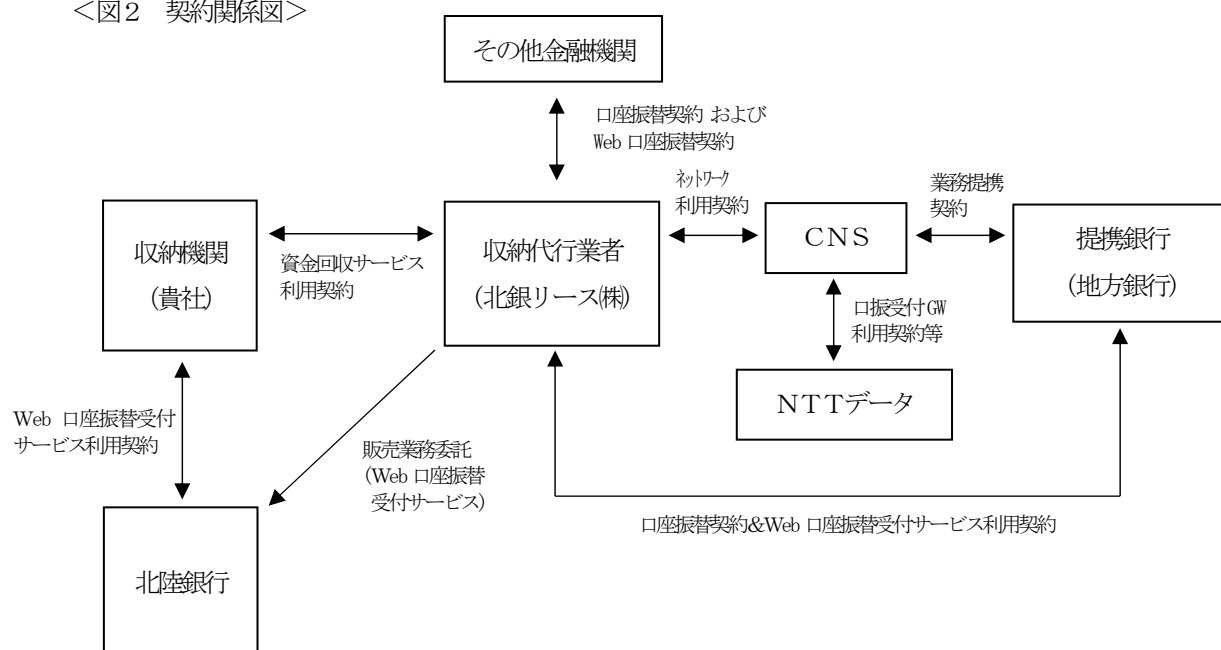 <図2 契約関係図>
その他金融機関
口座振替契約 および
Web 口座振替契約
ネットワーク
利用契約
業務提携
契約
収納機関
(貴社)
資金回収サービス
利用契約
収納代行業者
(北銀リース㈱)
CNS
提携銀行
(地方銀行)
口振受付GW
利用契約等
NTTデータ
Web 口座振替受付
サービス利用契約
販売業務委託
(Web 口座振替
受付サービス)
口座振替契約&Web 口座振替受付サービス利用契約
北陸銀行